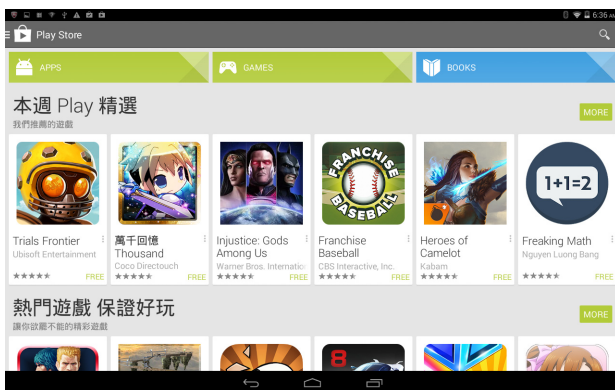 6:36 AM
Play Store
APPS
GAMES
BOOKS
本週 Play 精選
我們推薦的遊戲
MORE
FRANCHISE
BASEBALL
1+1=2
Trials Frontier
Ubisoft Entertainment
FREE
萬千回憶
Thousand
Coco Directouch
FREE
Injustice: Gods
Among Us
Warner Bros. Internatio
FREE
Franchise
Baseball
CBS Interactive, Inc.
FREE
Heroes of
Camelot
Kabam
FREE
Freaking Math
Nguyen Luong Bang
FREE
熱門遊戲 保證好玩
讓你欲罷不能的精彩遊戲
MORE
8